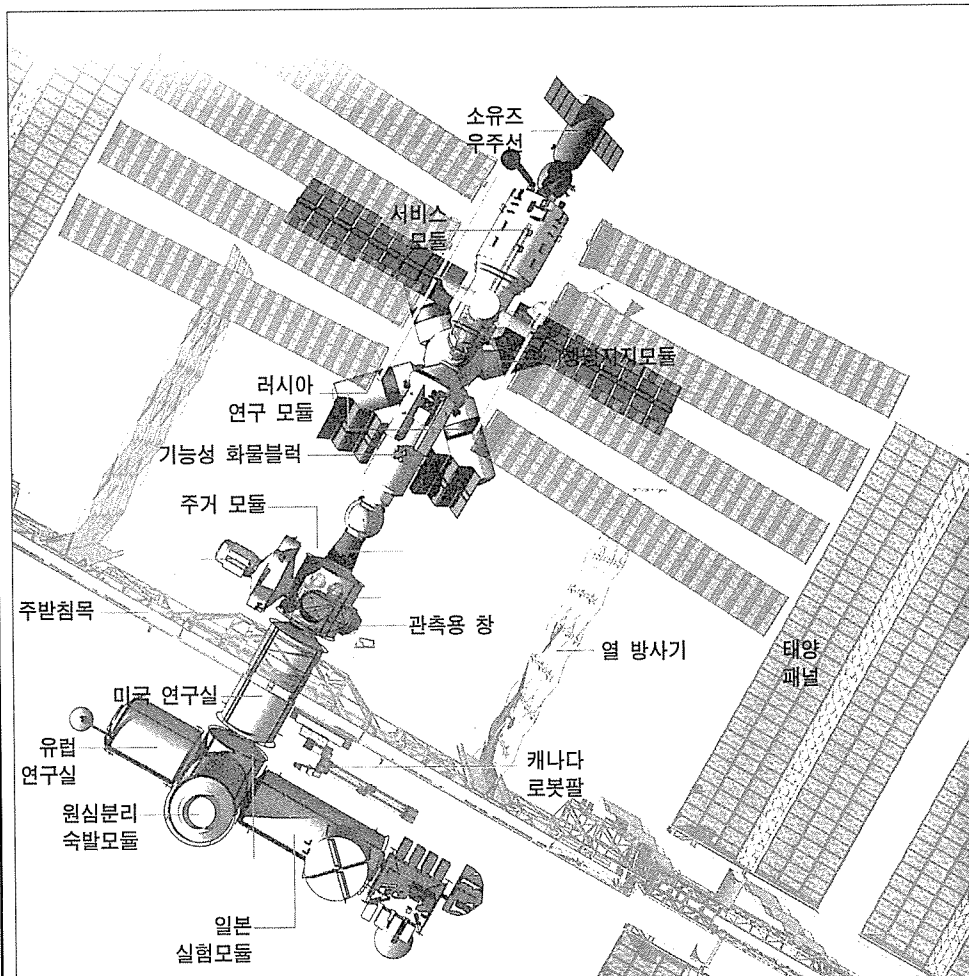 소유즈
우주선
서비스
모듈
러시아
연구 모듈
기능성 화물블럭
주거 모듈
주받침목
관측용 창
열 방사기
태양
패널
미국 연구실
유럽
연구실
캐나다
로봇팔
원심분리
숙발모듈
일본
실험모듈